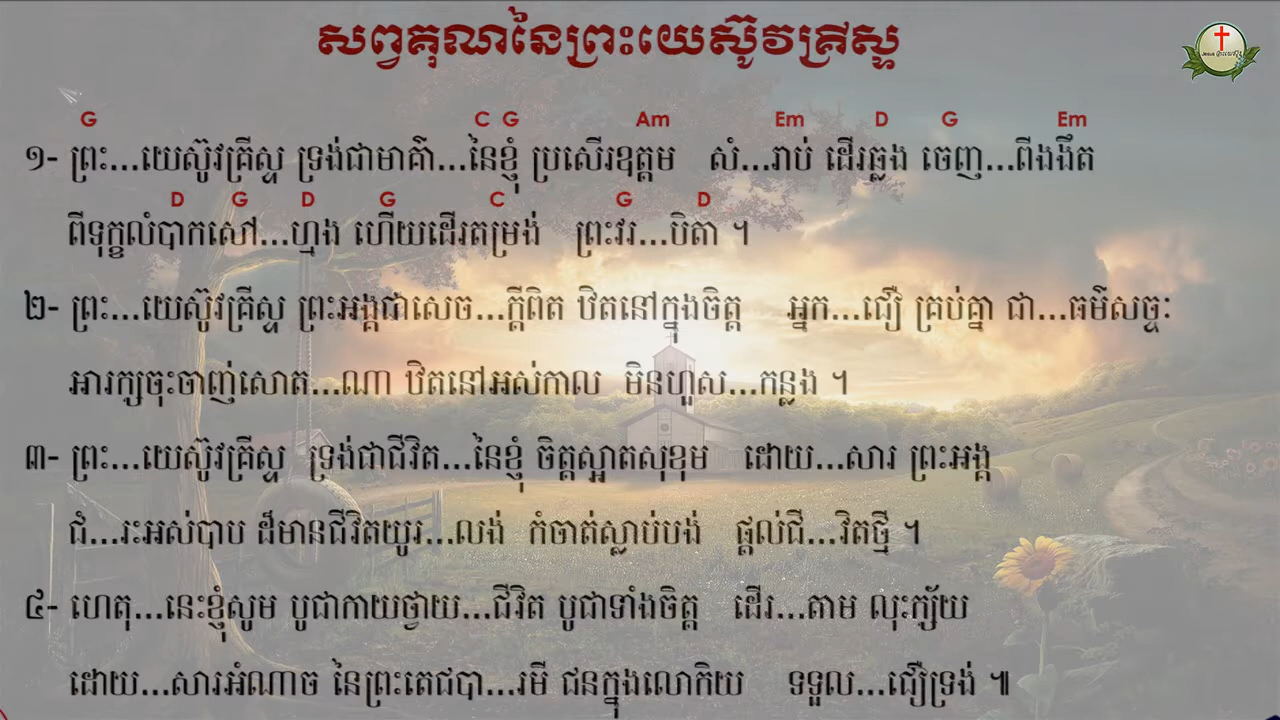 សព្វគុណនៃព្រះយេស៊ូវគ្រីស្ទ
G C G Am Em D G Em
១- ព្រះ...យេស៊ូវគ្រីស្ទ ទ្រង់ជាមាគ៌ា...នៃខ្ញុំ ប្រសើរឧត្តម សំ...រាប់ ដើរឆ្លង ចេញ...ពីងងឹត
D G D G C G D
ពីទុក្ខលំបាកសៅ...ហ្មង ហើយដើរតម្រង់ ព្រះវរ...បិតា ។
២- ព្រះ...យេស៊ូវគ្រីស្ទ ព្រះអង្គជាសេច...ក្តីពិត ឋិតនៅក្នុងចិត្ត អ្នក...ជឿ គ្រប់គ្នា ជា...ធម៌សច្ចៈ
អារក្សចុះចាញ់សោត...ណា ឋិតនៅអស់កាល មិនហួស...កន្លង ។
៣- ព្រះ...យេស៊ូវគ្រីស្ទ ទ្រង់ជាជីវិត...នៃខ្ញុំ ចិត្តស្អាតសុខុម ដោយ...សារ ព្រះអង្គ
ជំ...រះអស់បាប ដ៏មានជីវិតយូរ...លង់ កំចាត់ស្លាប់បង់ ផ្តល់ជី...វិតថ្មី ។
៤- ហេតុ...នេះខ្ញុំសូម បូជាកាយថ្វាយ...ជីវិត បូជាទាំងចិត្ត ដើរ...តាម លុះក្ស័យ
ដោយ...សារអំណាច នៃព្រះតេជបា...រមី ជនក្នុងលោកិយ ទទួល...ជឿទ្រង់ ៕